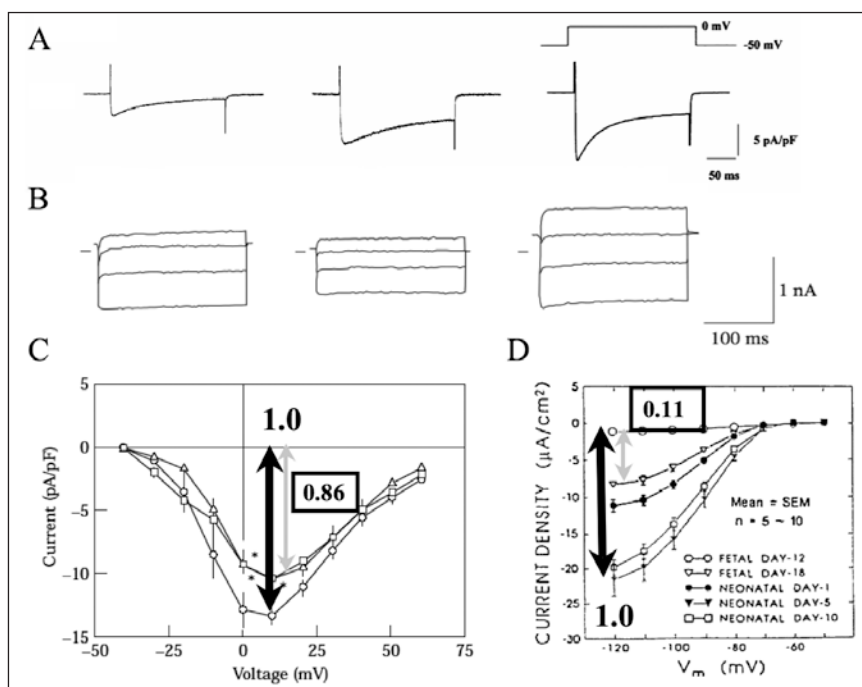 A
0 mV
-50 mV
5 pA/pF
50 ms
B
1 nA
100 ms
C
5
0
−5
−10
−15
Current (pA/pF)
1.0
0.86
*
*
*
−50
−25
0
25
50
75
Voltage (mV)
D
5
0
-5
-10
-15
-20
-25
-30
CURRENT DENSITY (µA/cm²)
0.11
1.0
Mean = SEM
n = 5 ~ 10
FETAL DAY-12
FETAL DAY-18
NEONATAL DAY-1
NEONATAL DAY-5
NEONATAL DAY-10
-120
-100
-80
-60
Vm (mV)